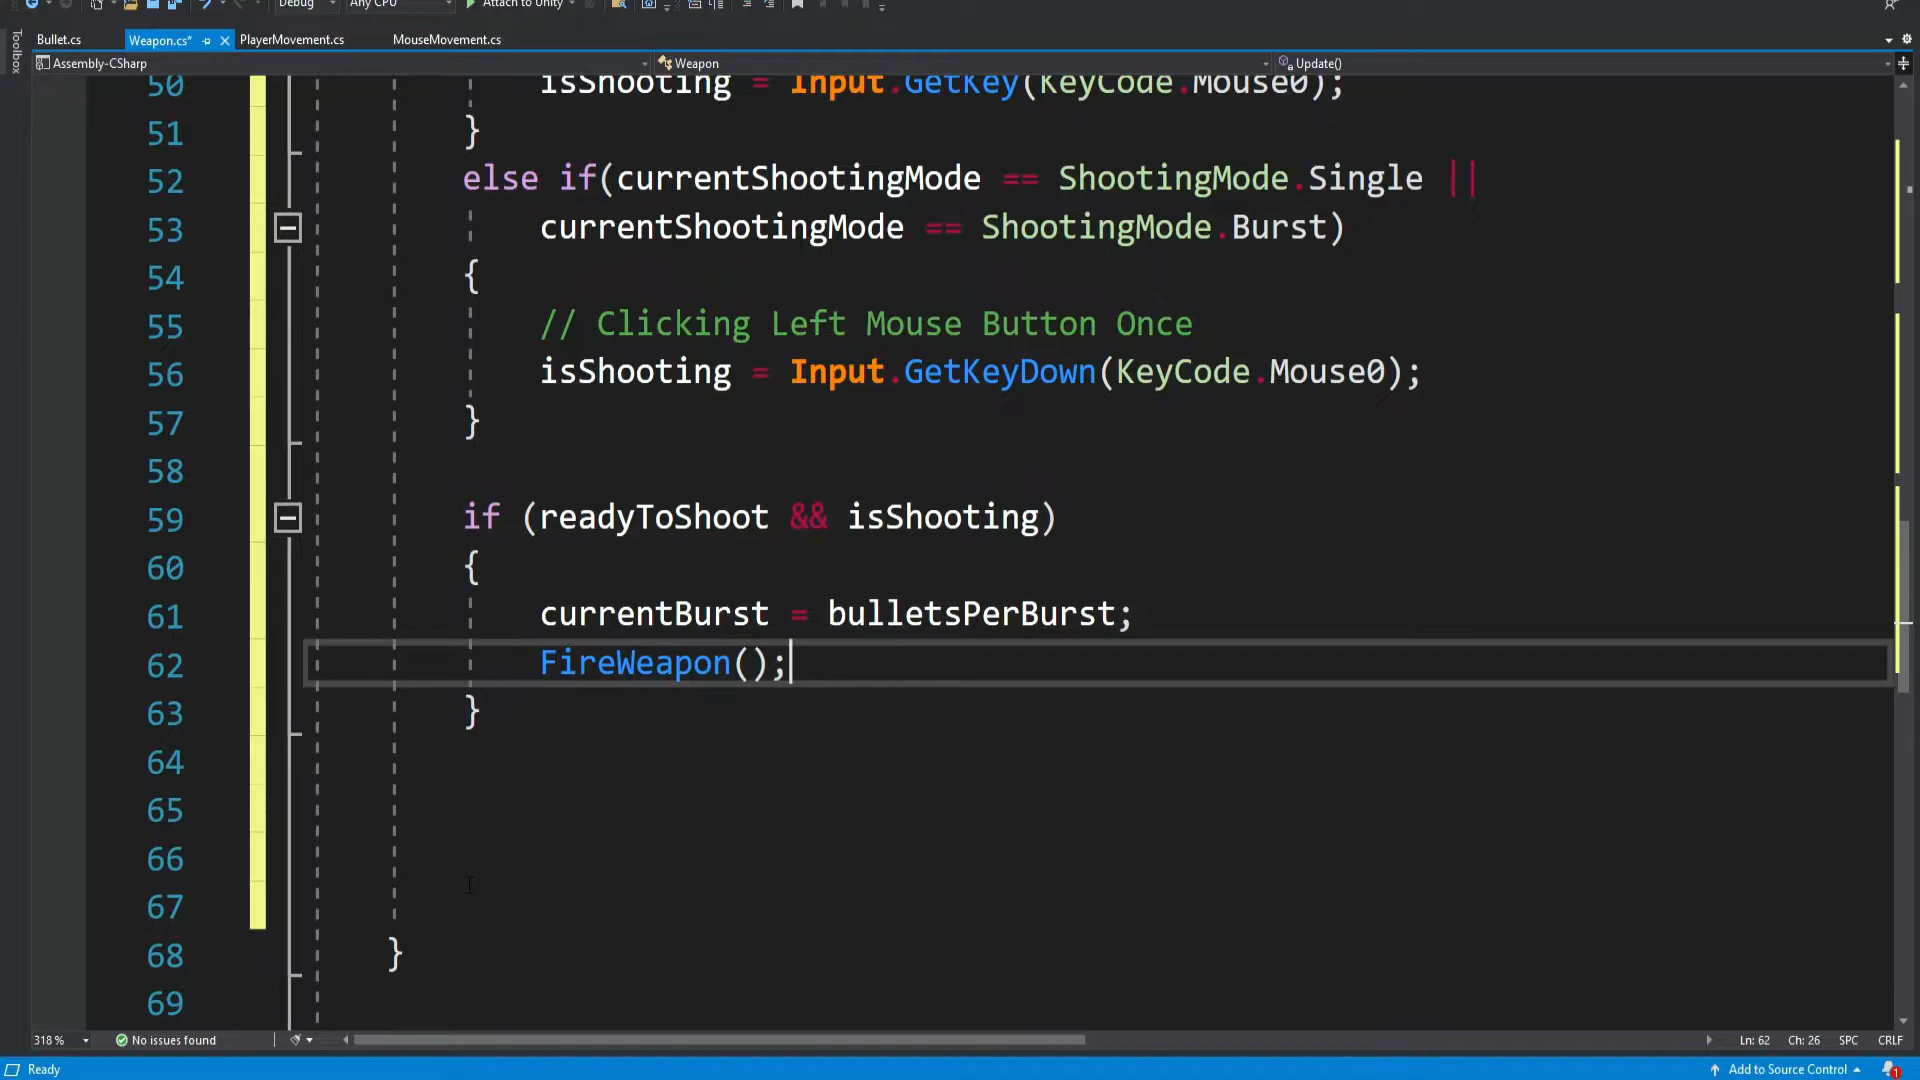 Debug Any CPU Attach to Unity
Bullet.cs Weapon.cs* PlayerMovement.cs MouseMovement.cs
Toolbox
Assembly-CSharp Weapon Update()
50 isShooting = Input.GetKey(KeyCode.Mouse0);
51 }
52 else if(currentShootingMode == ShootingMode.Single ||
53 currentShootingMode == ShootingMode.Burst)
54 {
55 // Clicking Left Mouse Button Once
56 isShooting = Input.GetKeyDown(KeyCode.Mouse0);
57 }
58
59 if (readyToShoot && isShooting)
60 {
61 currentBurst = bulletsPerBurst;
62 FireWeapon();
63 }
64
65
66
67
68 }
69
318 % No issues found Ln: 62 Ch: 26 SPC CRLF
Ready Add to Source Control 1